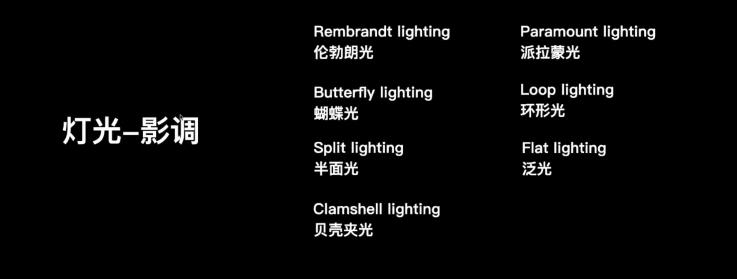 灯光-影调
Rembrandt lighting
伦勃朗光
Paramount lighting
派拉蒙光
Butterfly lighting
蝴蝶光
Loop lighting
环形光
Split lighting
半面光
Flat lighting
泛光
Clamshell lighting
贝壳夹光